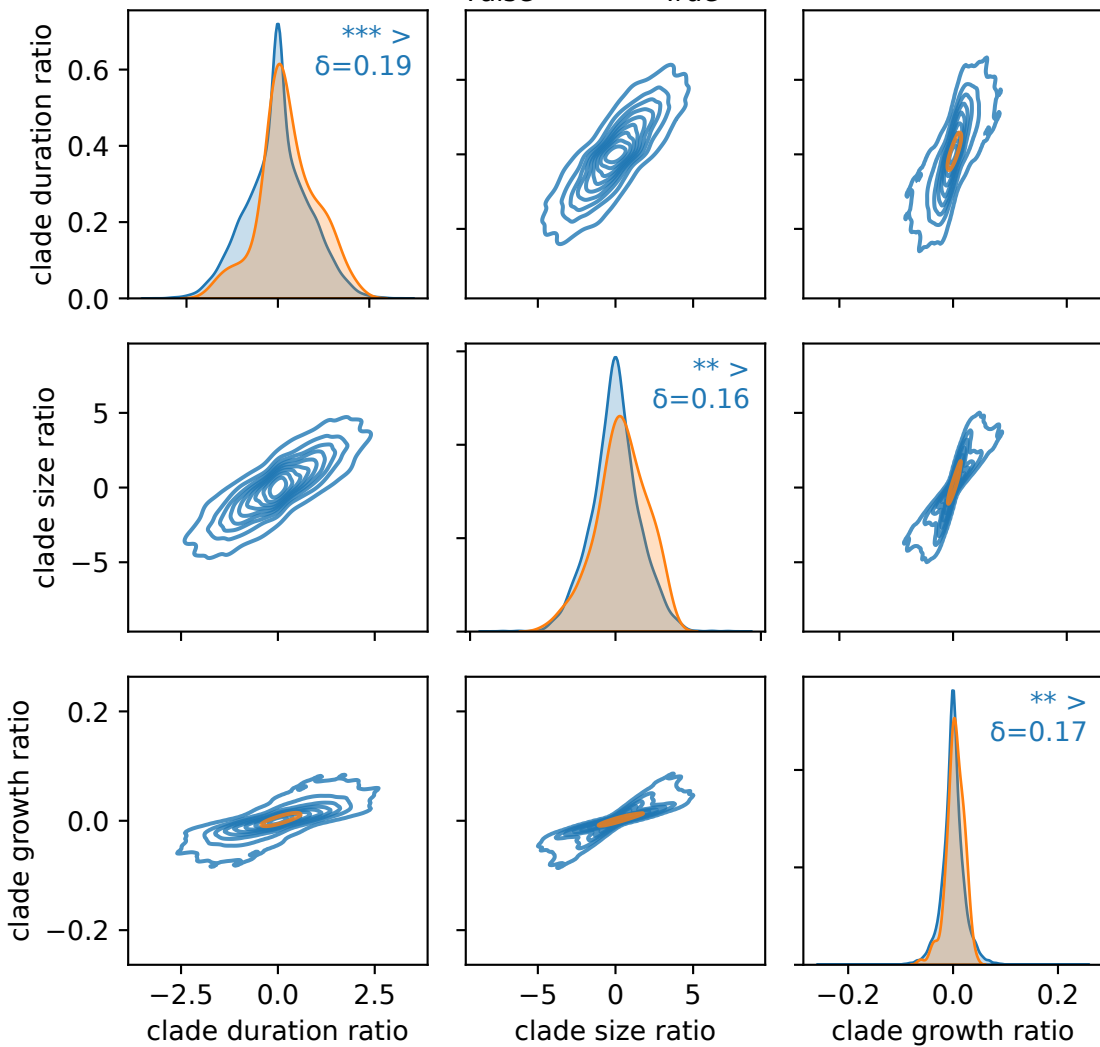 clade duration ratio
0.6
0.4
0.2
0.0
*** >
δ=0.19
clade size ratio
5
0
−5
** >
δ=0.16
clade growth ratio
0.2
0.0
−0.2
** >
δ=0.17
−2.5 0.0 2.5
−5 0 5
−0.2 0.0 0.2
clade duration ratio
clade size ratio
clade growth ratio